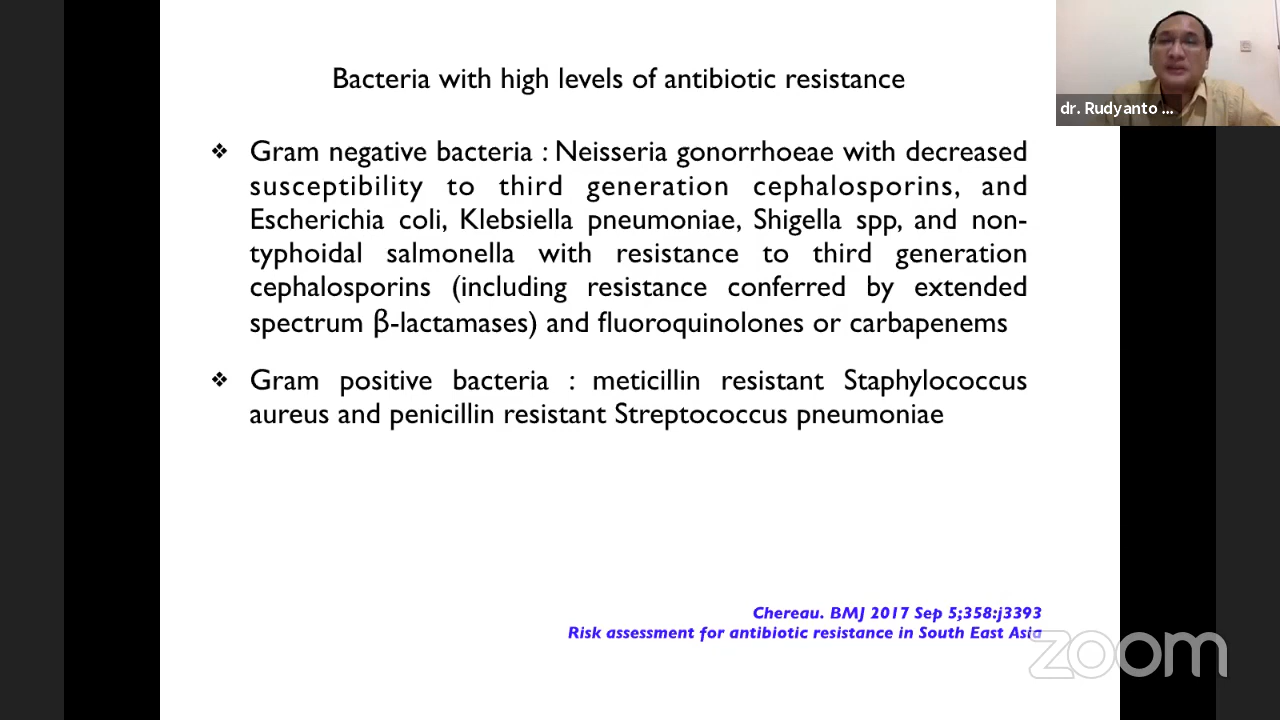 Bacteria with high levels of antibiotic resistance
dr. Rudyanto ...
❖ Gram negative bacteria : Neisseria gonorrhoeae with decreased
susceptibility to third generation cephalosporins, and
Escherichia coli, Klebsiella pneumoniae, Shigella spp, and non-
typhoidal salmonella with resistance to third generation
cephalosporins (including resistance conferred by extended
spectrum β-lactamases) and fluoroquinolones or carbapenems
❖ Gram positive bacteria : meticillin resistant Staphylococcus
aureus and penicillin resistant Streptococcus pneumoniae
Chereau. BMJ 2017 Sep 5;358:j3393
Risk assessment for antibiotic resistance in South East Asia
zoom